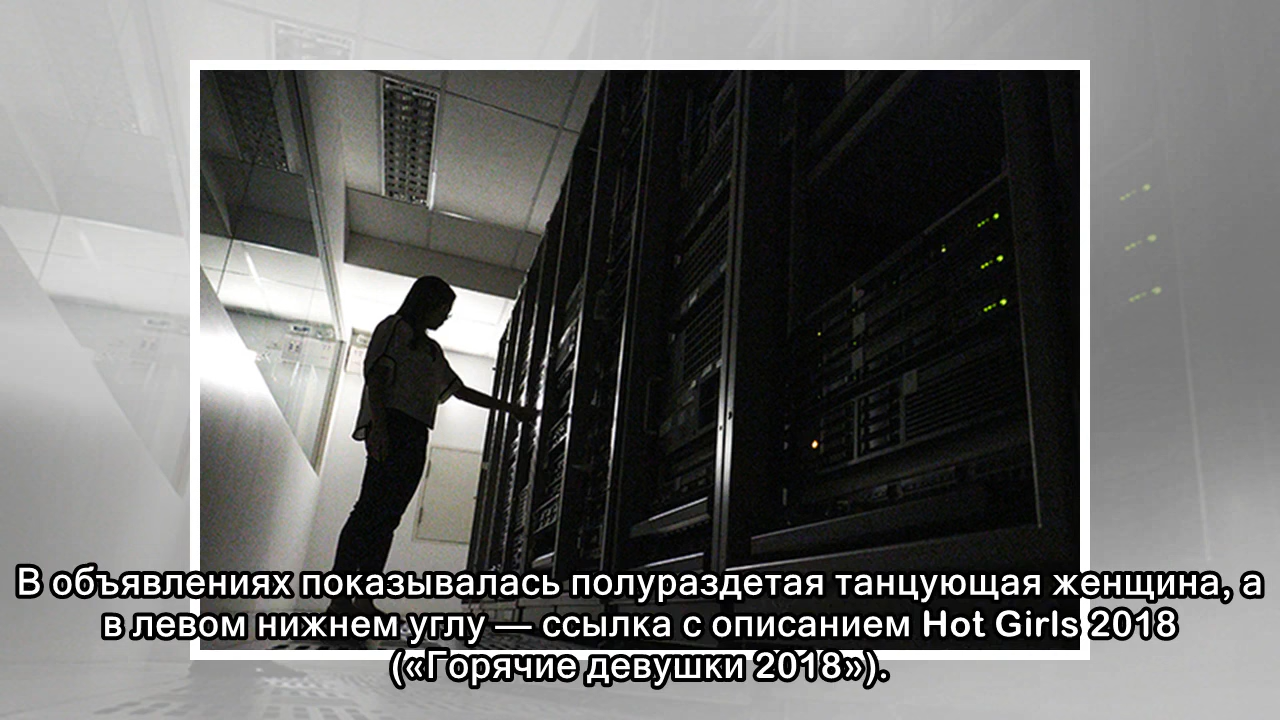 В объявлениях показывалась полураздетая танцующая женщина, а
в левом нижнем углу — ссылка с описанием Hot Girls 2018
(«Горячие девушки 2018»).